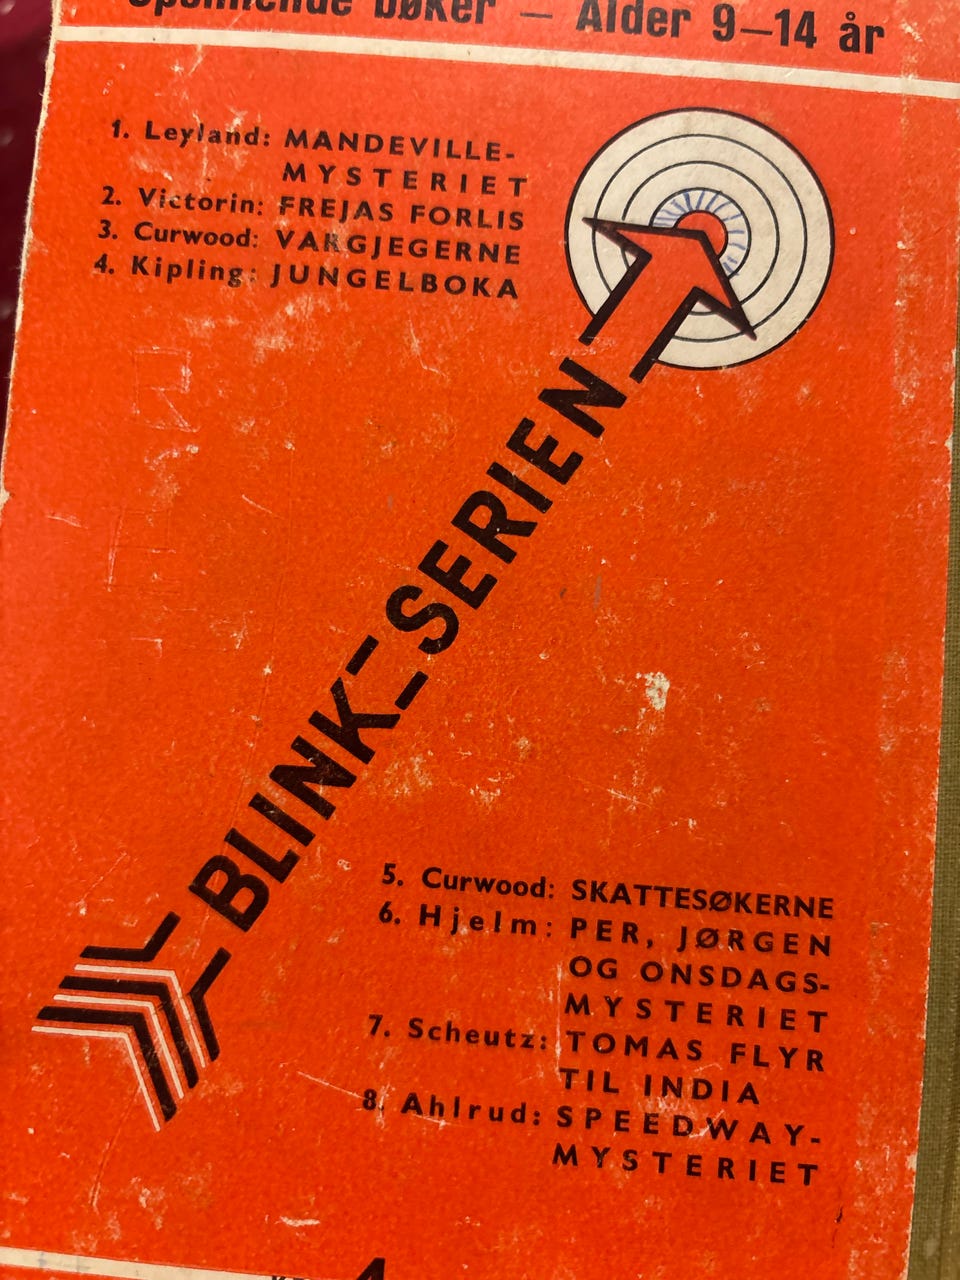 Spennende bøker — Alder 9—14 år
1. Leyland: MANDEVILLE-
MYSTERIET
2. Victorin: FREJAS FORLIS
3. Curwood: VARGJEGERNE
4. Kipling: JUNGELBOKA
BLINK-SERIEN
5. Curwood: SKATTESØKERNE
6. Hjelm: PER, JØRGEN
OG ONSDAGS-
MYSTERIET
7. Scheutz: TOMAS FLYR
TIL INDIA
8. Ahlrud: SPEEDWAY-
MYSTERIET